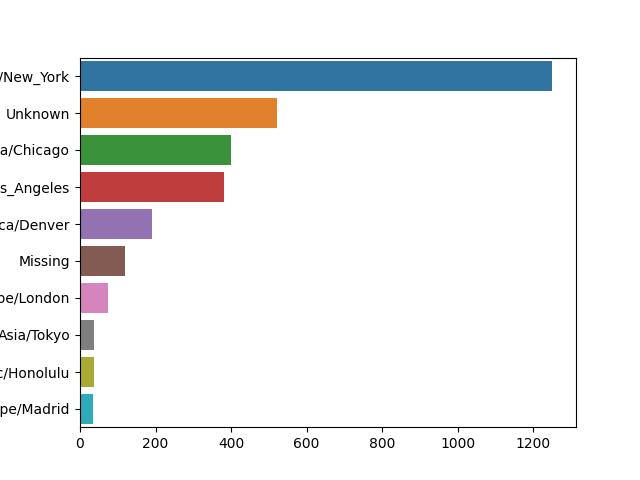 /New_York
Unknown
a/Chicago
s_Angeles
ca/Denver
Missing
pe/London
Asia/Tokyo
c/Honolulu
pe/Madrid
0 200 400 600 800 1000 1200